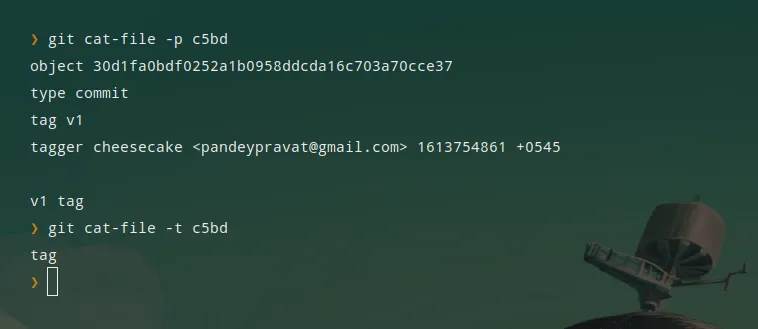 ❯ git cat-file -p c5bd
object 30d1fa0bdf0252a1b0958ddcda16c703a70cce37
type commit
tag v1
tagger cheesecake <pandeypravat@gmail.com> 1613754861 +0545

v1 tag
❯ git cat-file -t c5bd
tag
❯